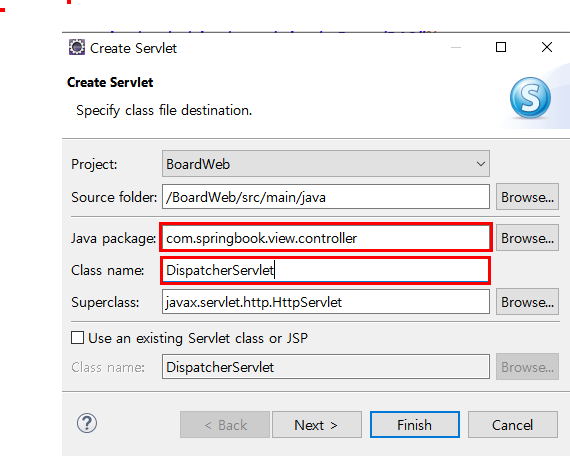 Create Servlet
Create Servlet
Specify class file destination.
S
Project: BoardWeb
Source folder: /BoardWeb/src/main/java Browse...
Java package: com.springbook.view.controller Browse...
Class name: DispatcherServlet
Superclass: javax.servlet.http.HttpServlet Browse...
Use an existing Servlet class or JSP
Class name: DispatcherServlet Browse...
? < Back Next > Finish Cancel